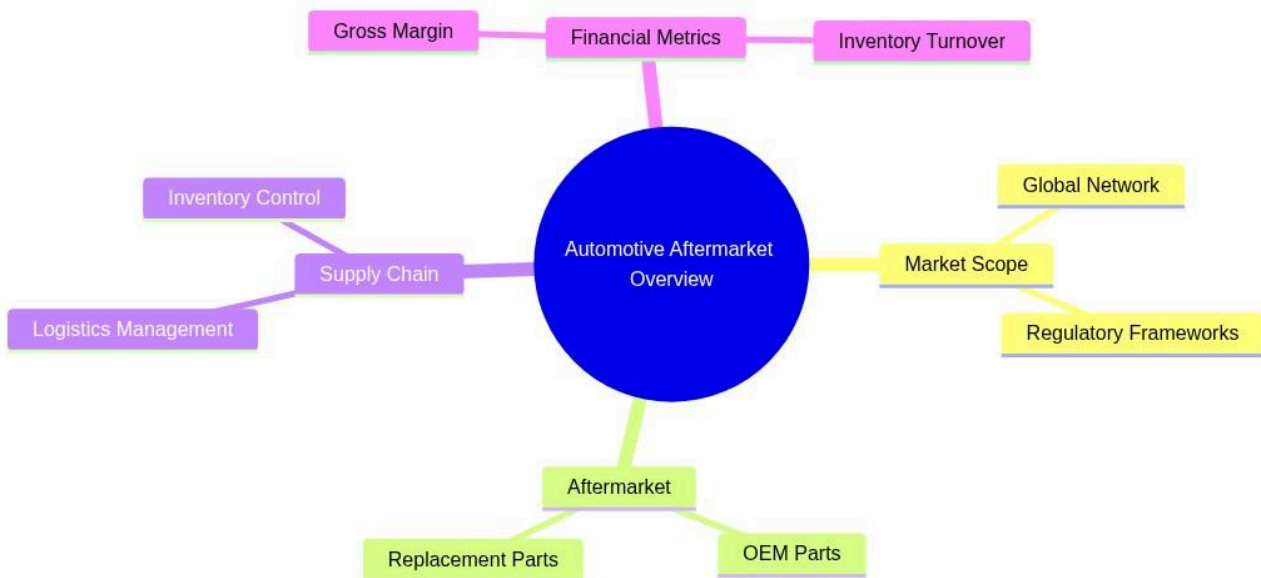 Gross Margin
Financial Metrics
Inventory Turnover
Inventory Control
Global Network
Automotive Aftermarket
Overview
Supply Chain
Market Scope
Logistics Management
Regulatory Frameworks
Aftermarket
Replacement Parts
OEM Parts